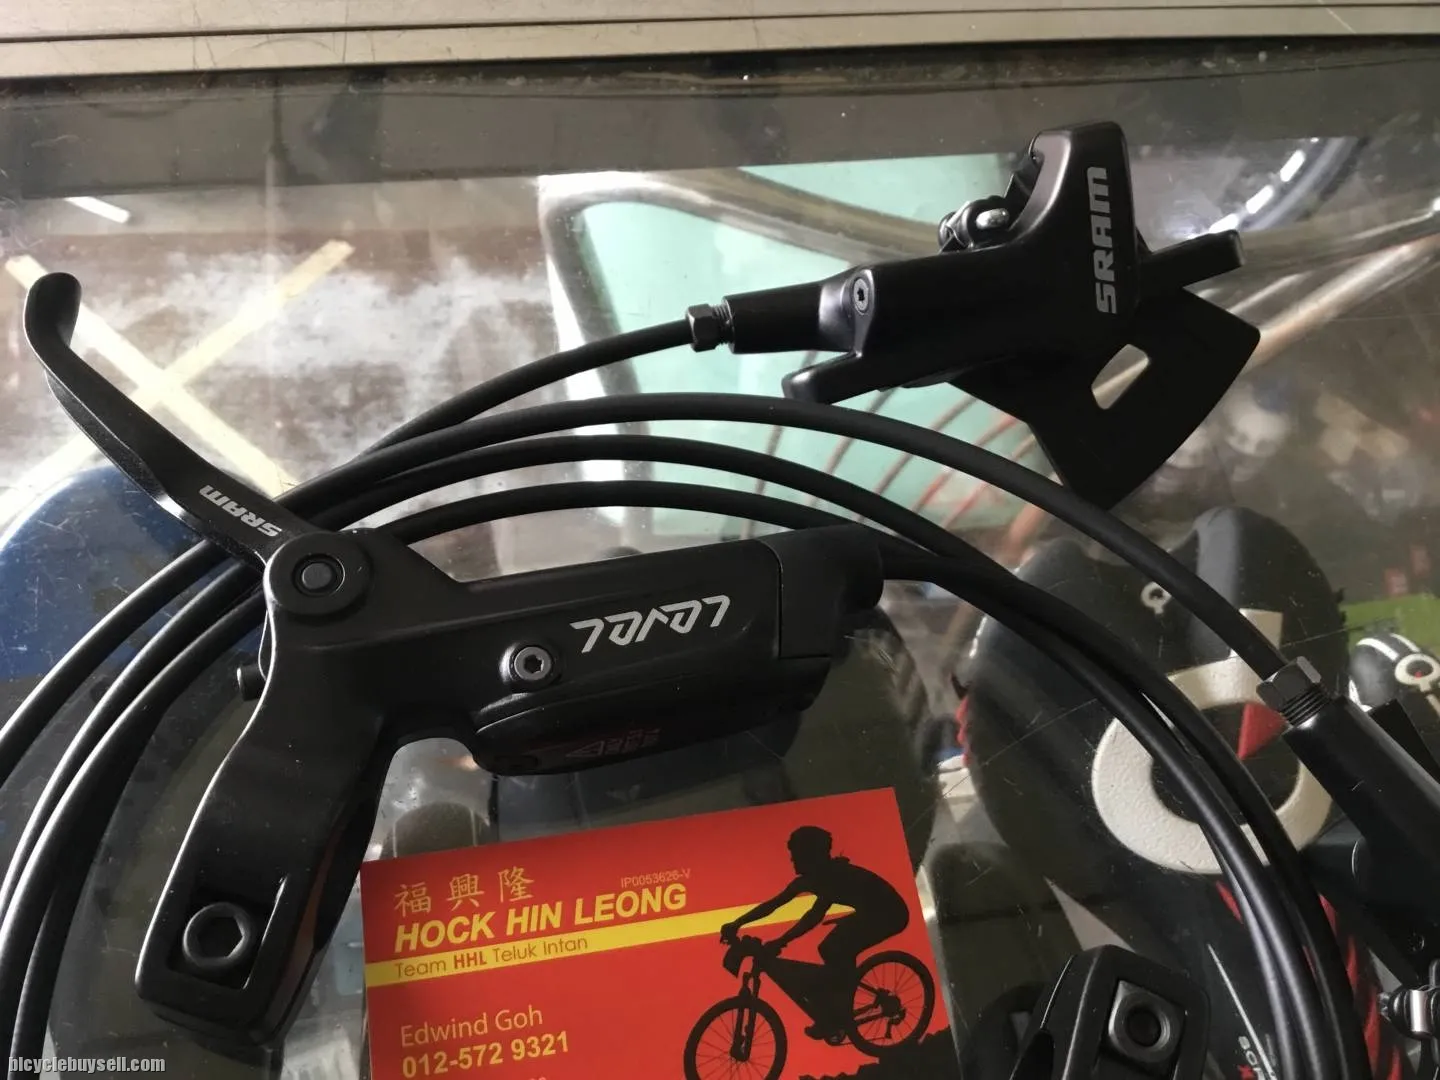 SRAM
SRAM
LEVEL
福興隆
IP0053626-V
HOCK HIN LEONG
Team HHL Teluk Intan
Edwind Goh
012-572 9321
bicyclebuysell.com